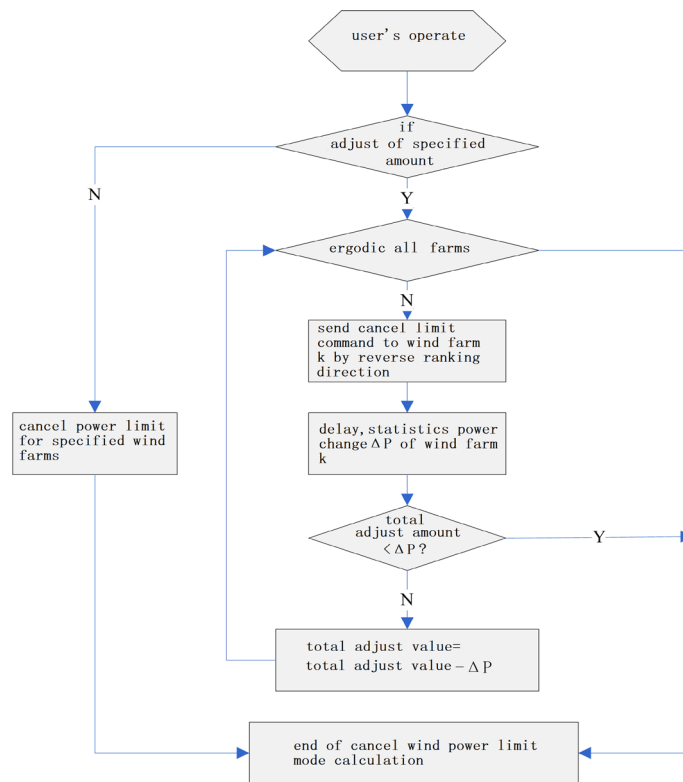 user's operate
if
adjust of specified
amount
N
Y
ergodic all farms
N
send cancel limit
command to wind farm
k by reverse ranking
direction
cancel power limit
for specified wind
farms
delay,statistics power
change ΔP of wind farm
k
total
adjust amount
<ΔP?
Y
N
total adjust value=
total adjust value-ΔP
end of cancel wind power limit
mode calculation